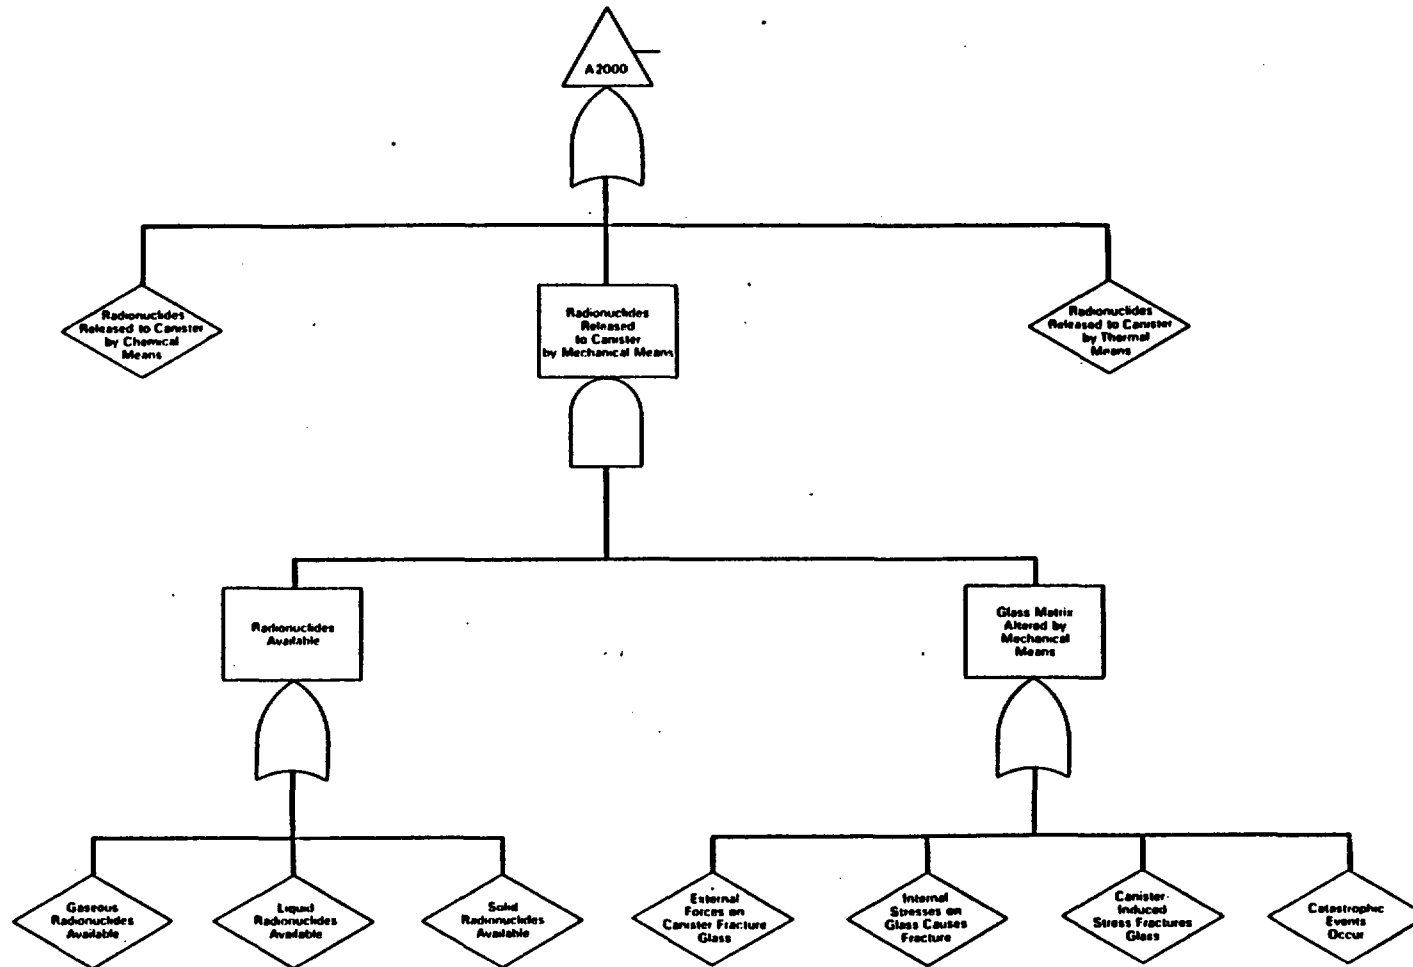 A2000
Radionuclides
Released to Canister
by Chemical
Means
Radionuclides
Released
to Canister
by Mechanical Means
Radionuclides
Released to Canister
by Thermal
Means
Radionuclides
Available
Glass Matrix
Altered by
Mechanical
Means
Gaseous
Radionuclides
Available
Liquid
Radionuclides
Available
Solid
Radionuclides
Available
External
Forces on
Canister Fracture
Glass
Internal
Stresses on
Glass Causes
Fracture
Canister-
Induced
Stress Fractures
Glass
Catastrophic
Events
Occur